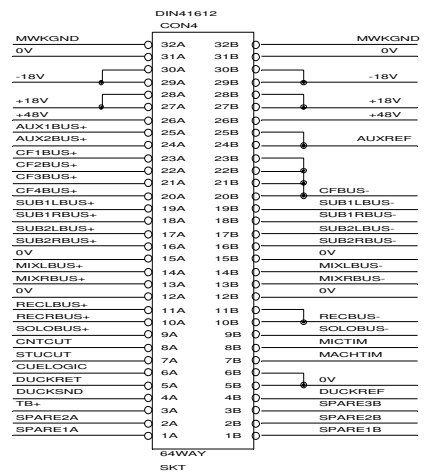 DIN41612
CON4
MWKGND 32A 32B MWKGND
0V 31A 31B 0V
30A 30B
-18V 29A 29B -18V
28A 28B
+18V 27A 27B +18V
+48V 26A 26B +48V
AUX1BUS+ 25A 25B
AUX2BUS+ 24A 24B AUXREF
CF1BUS+ 23A 23B
CF2BUS+ 22A 22B
CF3BUS+ 21A 21B
CF4BUS+ 20A 20B CFBUS-
SUB1LBUS+ 19A 19B SUB1LBUS-
SUB1RBUS+ 18A 18B SUB1RBUS-
SUB2LBUS+ 17A 17B SUB2LBUS-
SUB2RBUS+ 16A 16B SUB2RBUS-
0V 15A 15B 0V
MIXLBUS+ 14A 14B MIXLBUS-
MIXRBUS+ 13A 13B MIXRBUS-
0V 12A 12B 0V
RECLBUS+ 11A 11B
RECRBUS+ 10A 10B RECBUS-
SOLOBUS+ 9A 9B SOLOBUS-
CNTCUT 8A 8B MICTIM
STUCUT 7A 7B MACHTIM
CUELOGIC 6A 6B
DUCKRET 5A 5B 0V
DUCKSND 4A 4B DUCKREF
TB+ 3A 3B SPARE3B
SPARE2A 2A 2B SPARE2B
SPARE1A 1A 1B SPARE1B
64WAY
SKT